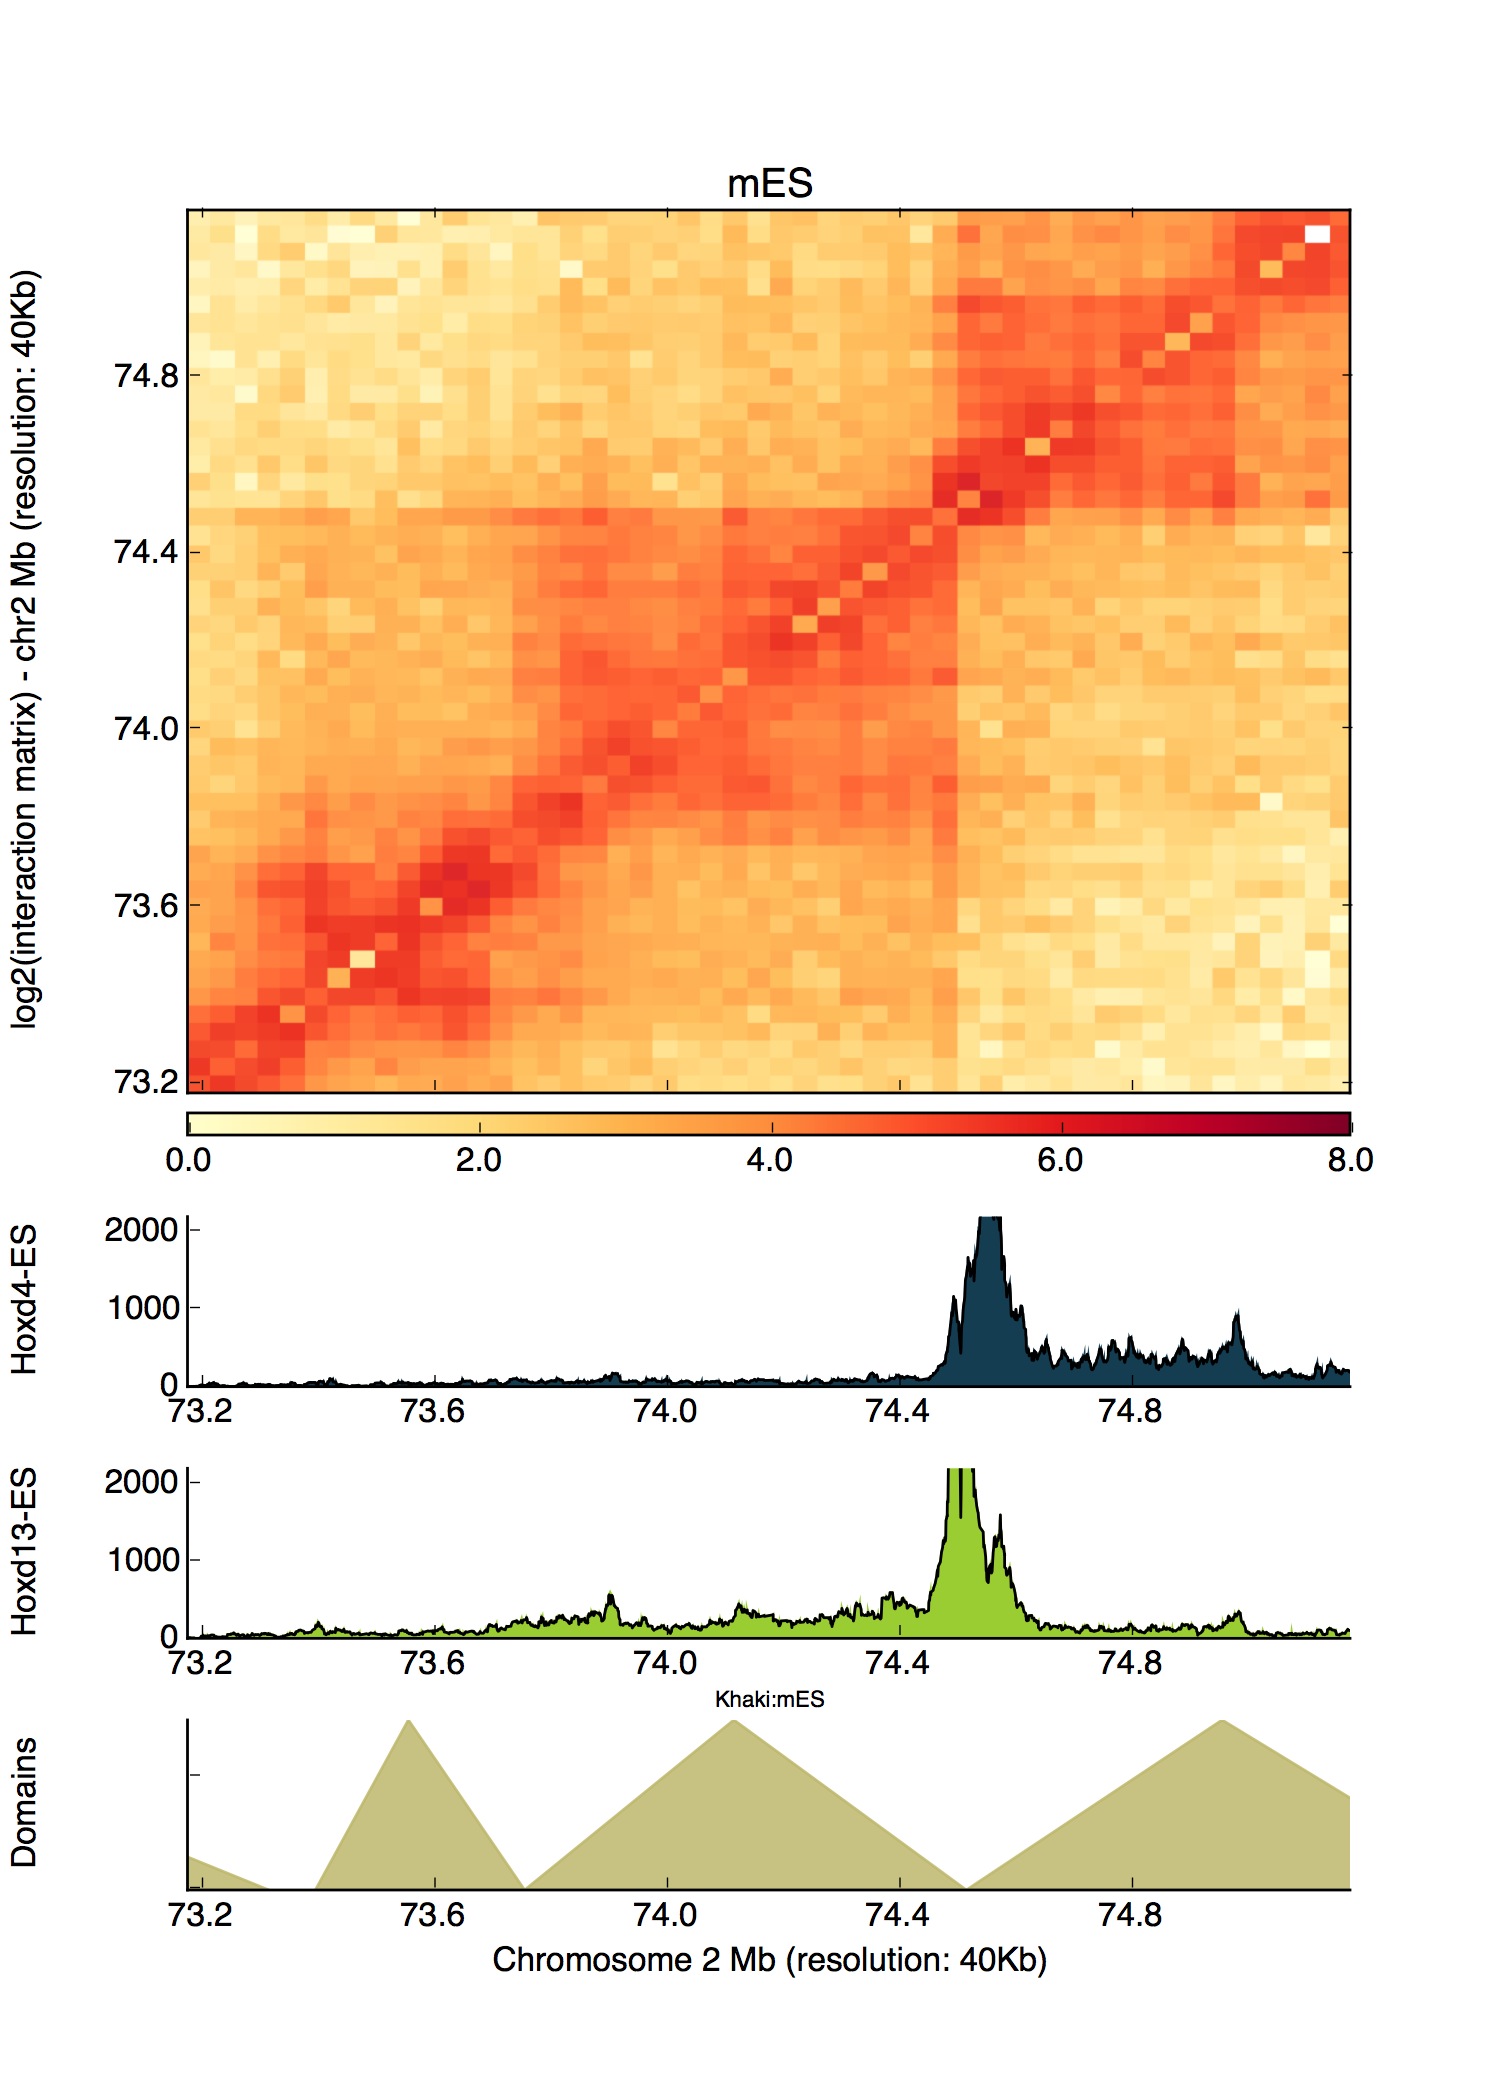 mES
log2(interaction matrix) - chr2 Mb (resolution: 40Kb)
74.8
74.4
74.0
73.6
73.2
0.0 2.0 4.0 6.0 8.0
Hoxd4-ES
2000
1000
0
73.2 73.6 74.0 74.4 74.8
Hoxd13-ES
2000
1000
0
73.2 73.6 74.0 74.4 74.8
Khaki:mES
Domains
73.2 73.6 74.0 74.4 74.8
Chromosome 2 Mb (resolution: 40Kb)